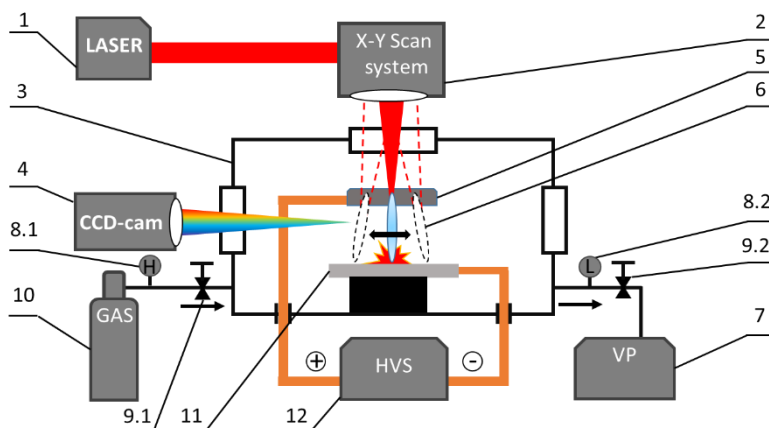 1
LASER
X-Y Scan
system
2
5
6
3
4
CCD-cam
8.1
H
10
GAS
9.1
11
12
+
HVS
-
L
8.2
9.2
VP
7